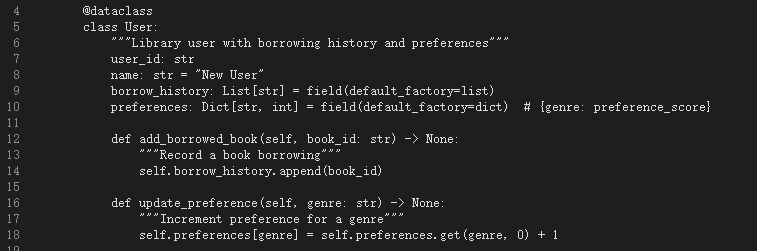 4 @dataclass
5 class User:
6 """Library user with borrowing history and preferences"""
7 user_id: str
8 name: str = "New User"
9 borrow_history: List[str] = field(default_factory=list)
10 preferences: Dict[str, int] = field(default_factory=dict)  # {genre: preference_score}
11
12 def add_borrowed_book(self, book_id: str) -> None:
13 """Record a book borrowing"""
14 self.borrow_history.append(book_id)
15
16 def update_preference(self, genre: str) -> None:
17 """Increment preference for a genre"""
18 self.preferences[genre] = self.preferences.get(genre, 0) + 1
19